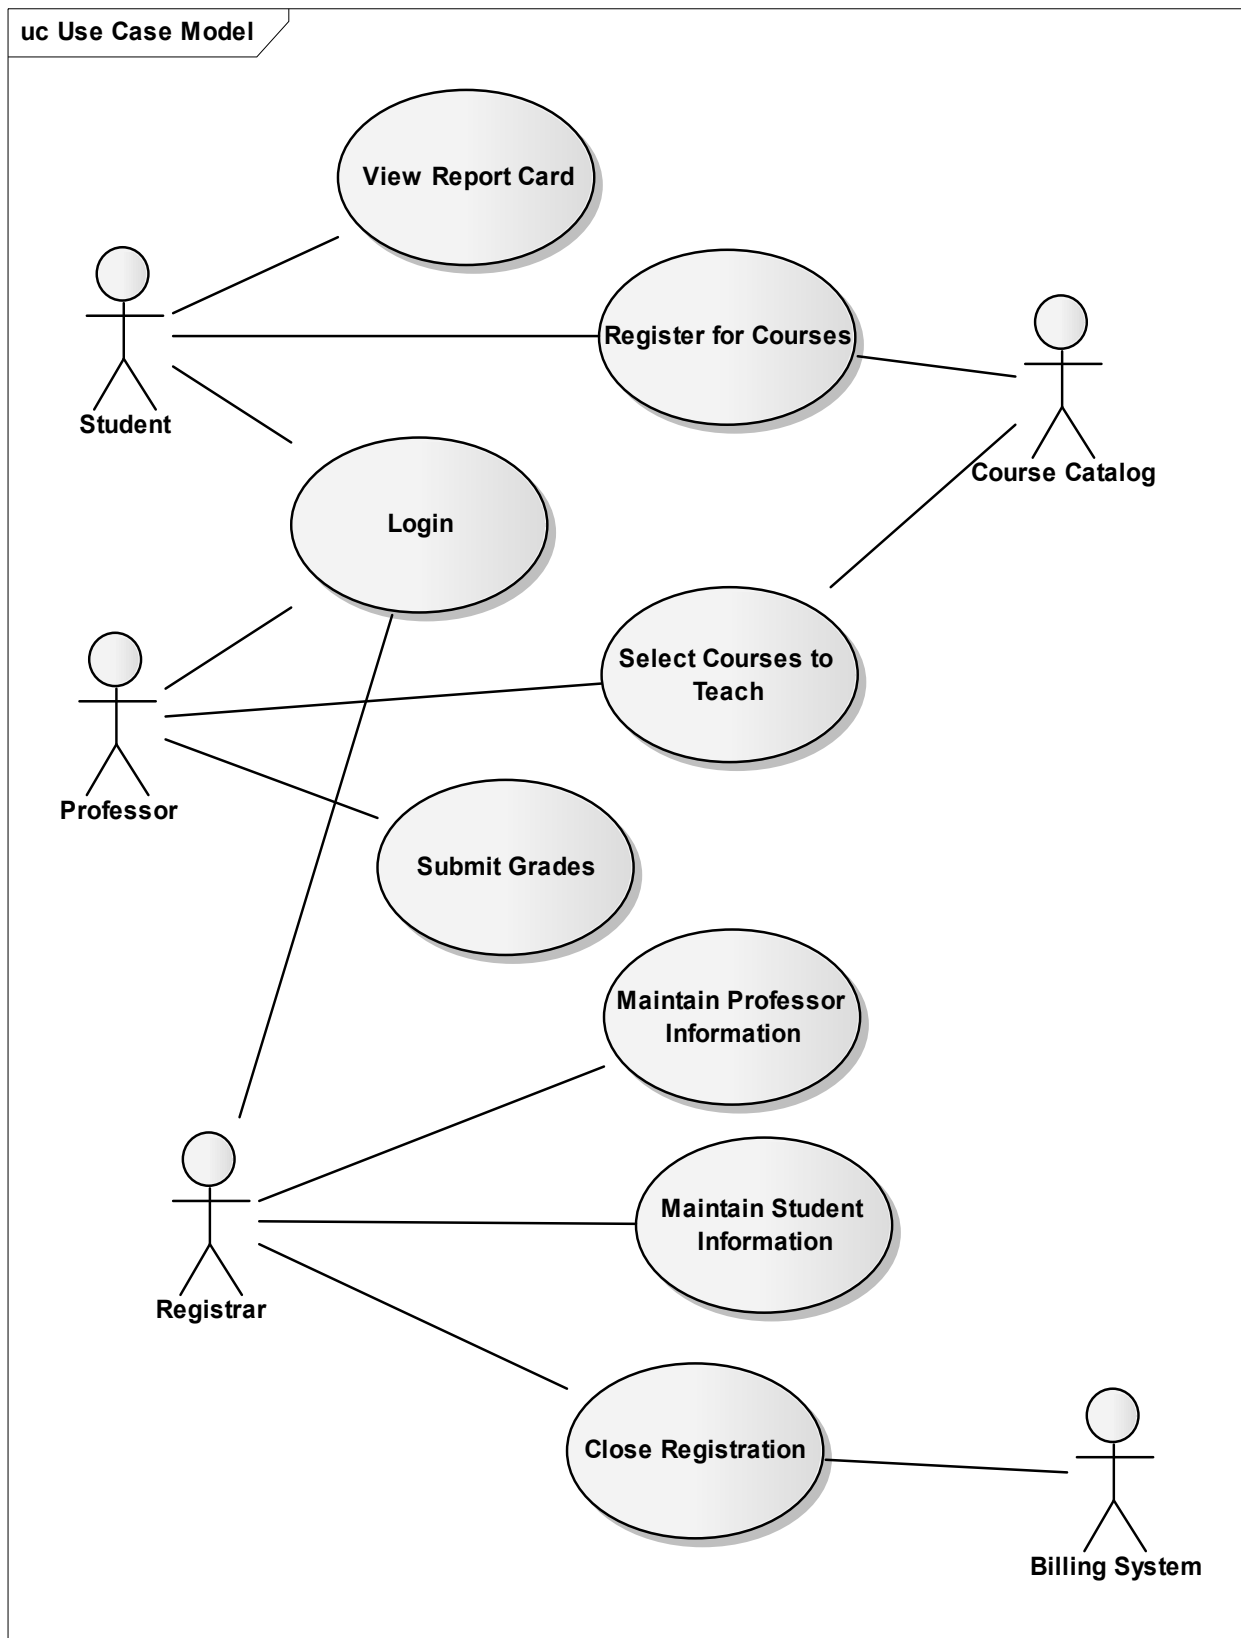 uc Use Case Model
View Report Card
Register for Courses
Student
Course Catalog
Login
Select Courses to
Teach
Professor
Submit Grades
Maintain Professor
Information
Maintain Student
Information
Registrar
Close Registration
Billing System